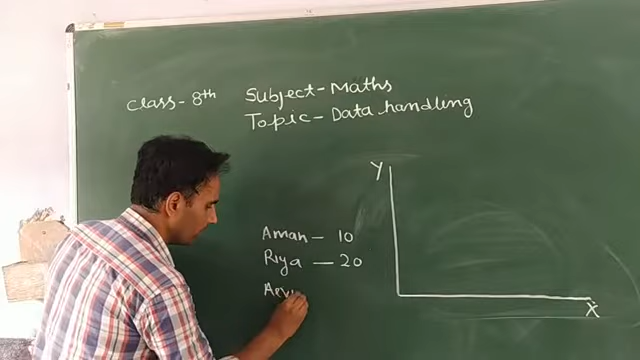 Class - 8th
Subject - Maths
Topic - Data handling
Y
Aman - 10
Riya - 20
X